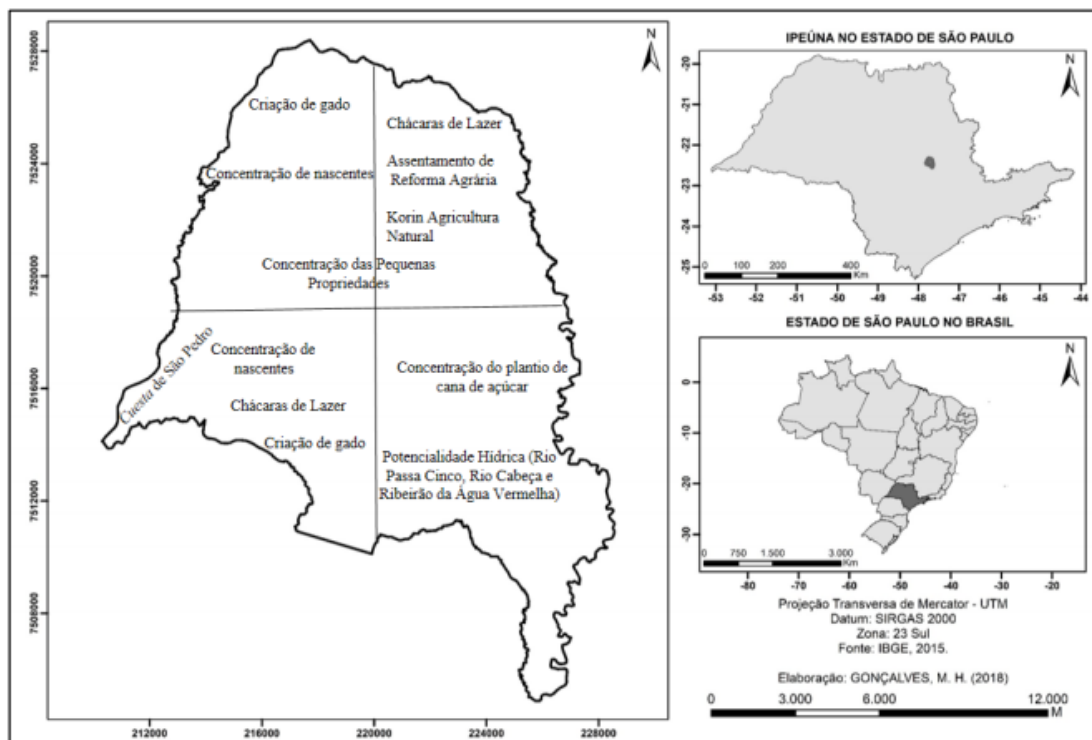 N
7528000
7524000
7520000
7516000
7512000
7508000
212000
216000
220000
224000
228000
Criação de gado
Concentração de nascentes
Chácaras de Lazer
Assentamento de
Reforma Agrária
Korin Agricultura
Natural
Concentração das Pequenas
Propriedades
Cuesta de São Pedro
Concentração de
nascentes
Chácaras de Lazer
Criação de gado
Concentração do plantio de
cana de açúcar
Potencialidade Hídrica (Rio
Passa Cinco, Rio Cabeça e
Ribeirão da Água Vermelha)
IPEÚNA NO ESTADO DE SÃO PAULO
N
-20
-21
-22
-23
-24
-25
0 100 200 400
Km
-53 -52 -51 -50 -49 -48 -47 -46 -45 -44
ESTADO DE SÃO PAULO NO BRASIL
N
0
-10
-20
-30
0 750 1.500 3.000
Km
-80 -70 -60 -50 -40 -30 -20
Projeção Transversa de Mercator - UTM
Datum: SIRGAS 2000
Zona: 23 Sul
Fonte: IBGE, 2015.
Elaboração: GONÇALVES, M. H. (2018)
0 3.000 6.000 12.000
M